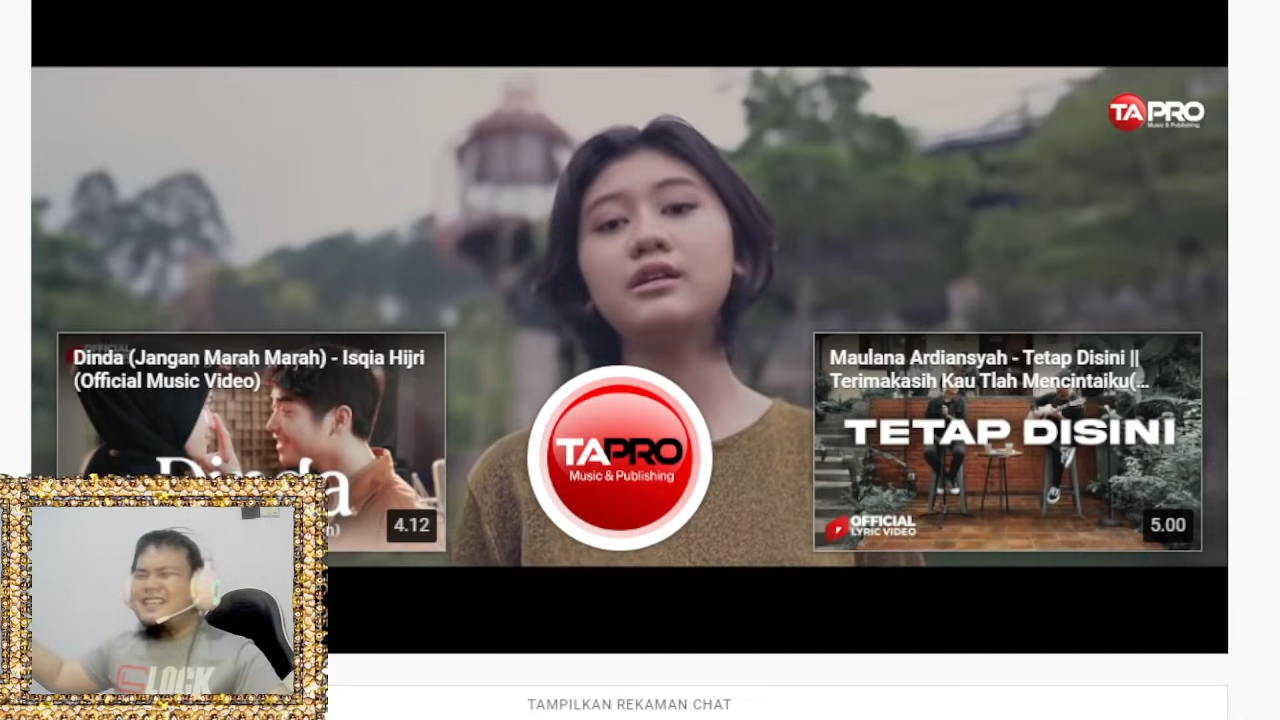 TAPRO
Music & Publishing
Dinda (Jangan Marah Marah) - Isqia Hijri
(Official Music Video)
4.12
TAPRO
Music & Publishing
Maulana Ardiansyah - Tetap Disini ||
Terimakasih Kau Tlah Mencintaiku(...
TETAP DISINI
OFFICIAL
LYRIC VIDEO
5.00
LOCK
TAMPILKAN REKAMAN CHAT